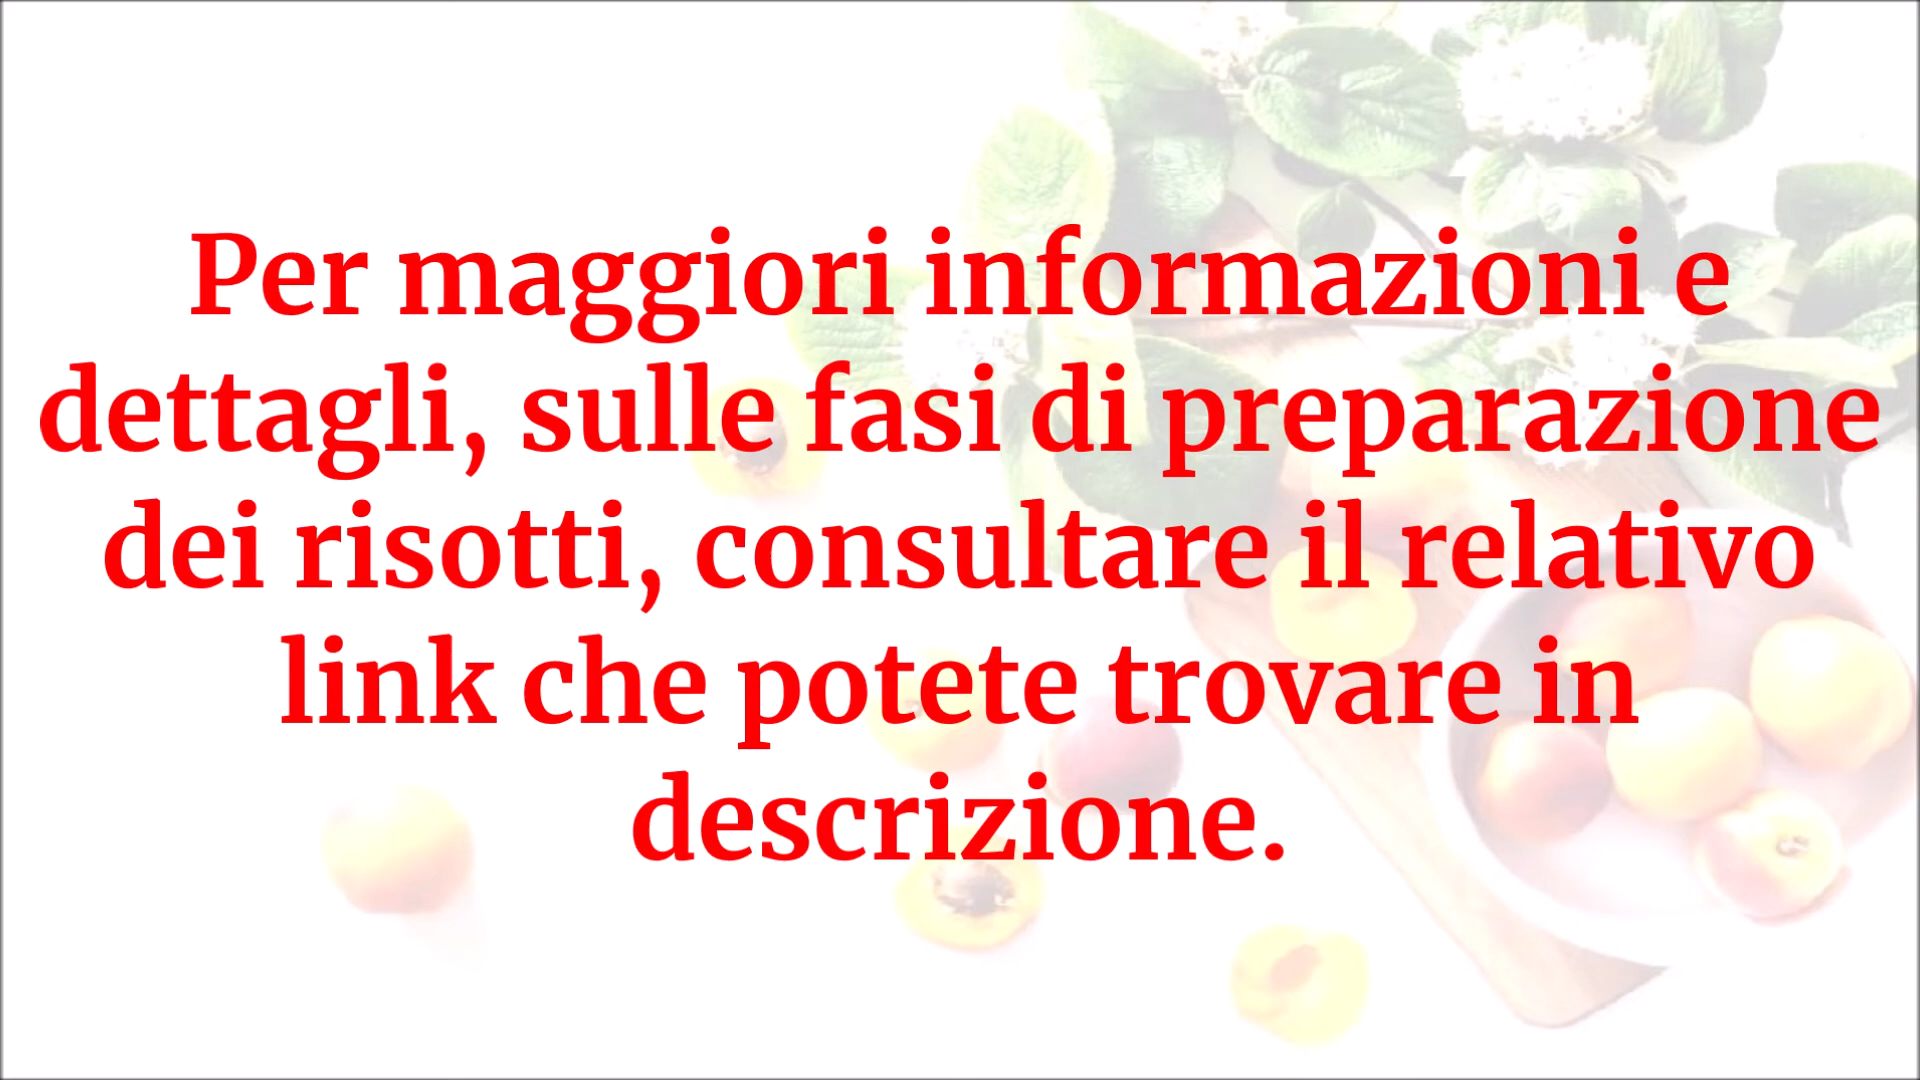 Per maggiori informazioni e
dettagli, sulle fasi di preparazione
dei risotti, consultare il relativo
link che potete trovare in
descrizione.